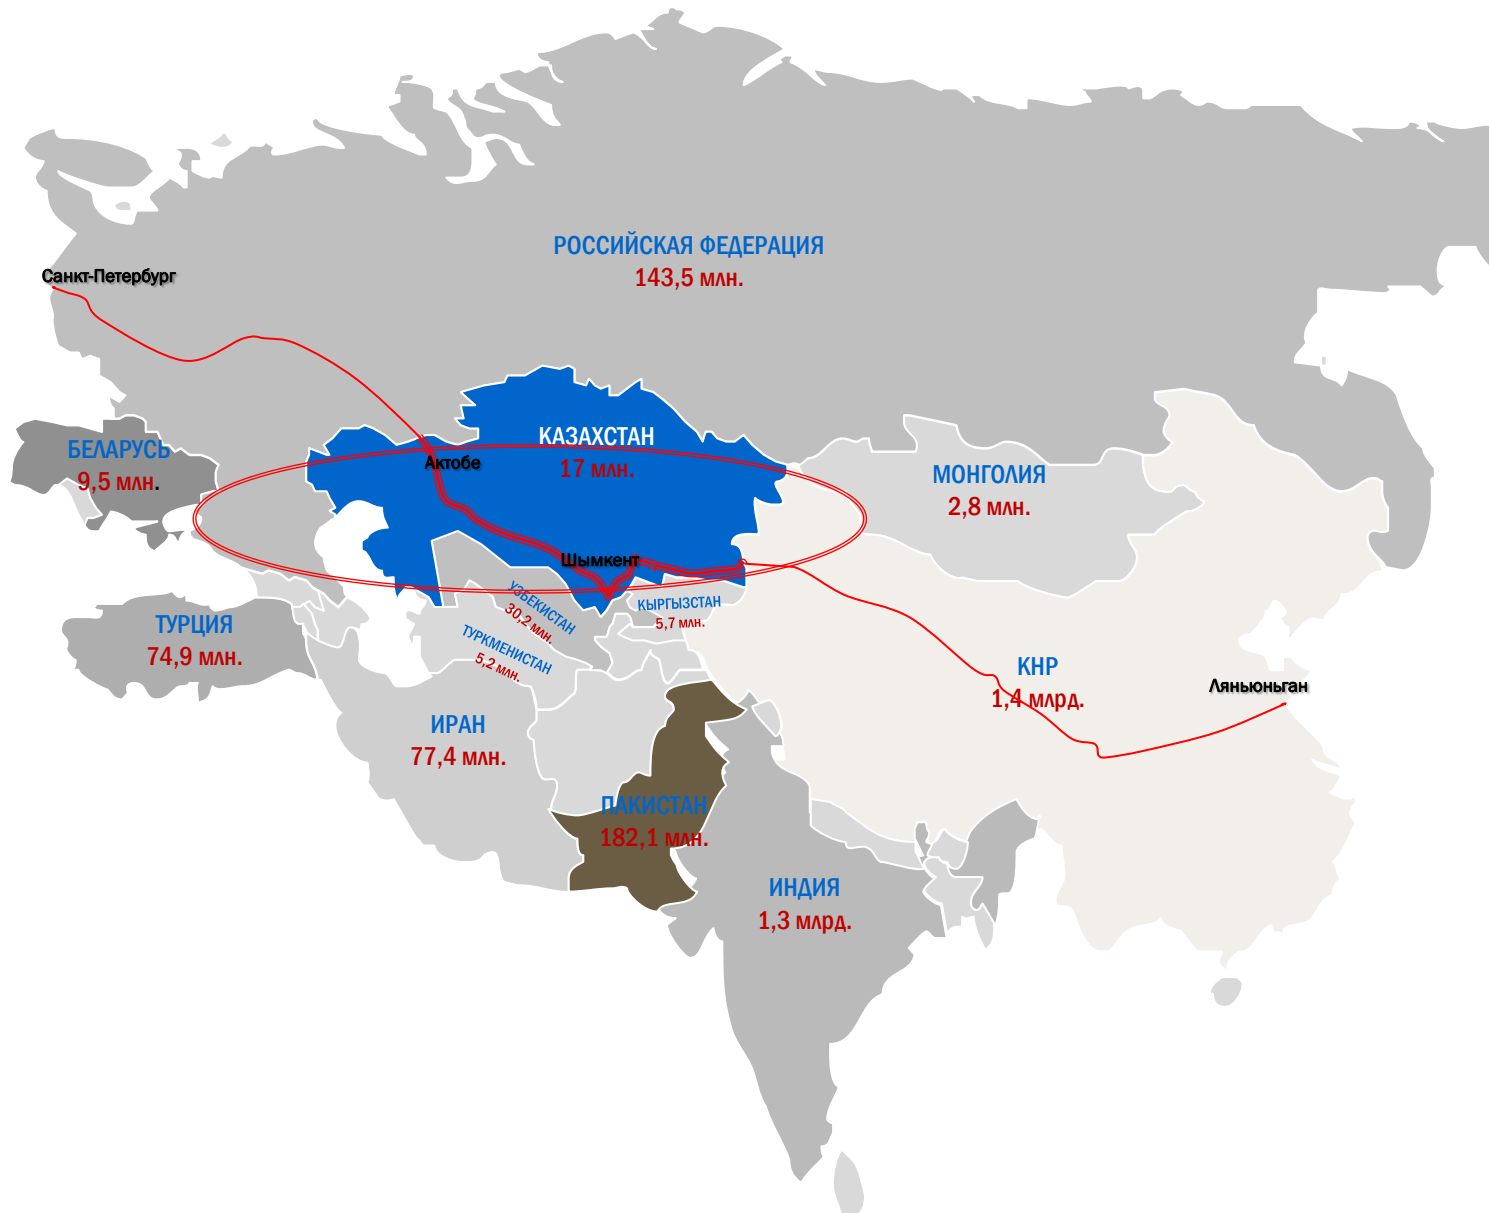 РОССИЙСКАЯ ФЕДЕРАЦИЯ
143,5 млн.
Санкт-Петербург
КАЗАХСТАН
17 млн.
Актобе
БЕЛАРУСЬ
9,5 млн.
МОНГОЛИЯ
2,8 млн.
Шымкент
УЗБЕКИСТАН
30,2 млн.
КЫРГЫЗСТАН
5,7 млн.
ТУРЦИЯ
74,9 млн.
ТУРКМЕНИСТАН
5,2 млн.
КНР
1,4 млрд.
Ляньюньган
ИРАН
77,4 млн.
ПАКИСТАН
182,1 млн.
ИНДИЯ
1,3 млрд.